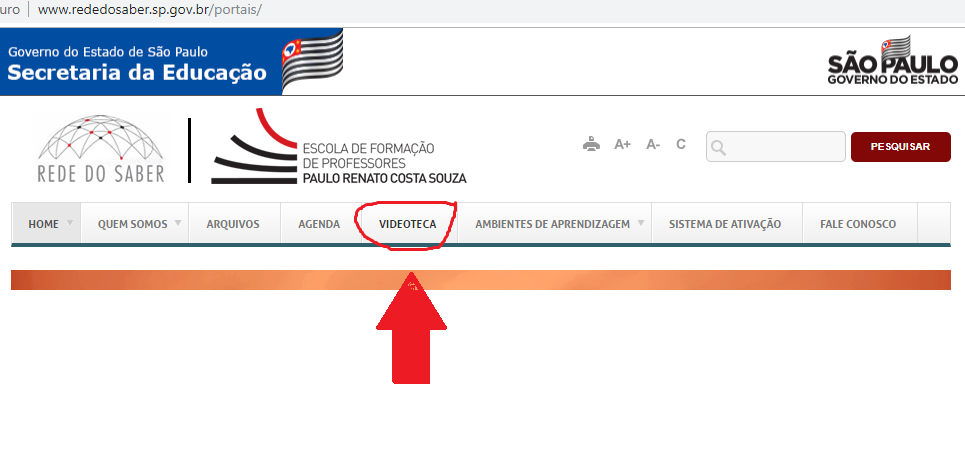 uro | www.rededosaber.sp.gov.br/portais/
Governo do Estado de São Paulo
Secretaria da Educação
SÃO PAULO
GOVERNO DO ESTADO
REDE DO SABER
ESCOLA DE FORMAÇÃO
DE PROFESSORES
PAULO RENATO COSTA SOUZA
A+ A- C
PESQUISAR
HOME QUEM SOMOS ARQUIVOS AGENDA VIDEOTECA AMBIENTES DE APRENDIZAGEM SISTEMA DE ATIVAÇÃO FALE CONOSCO